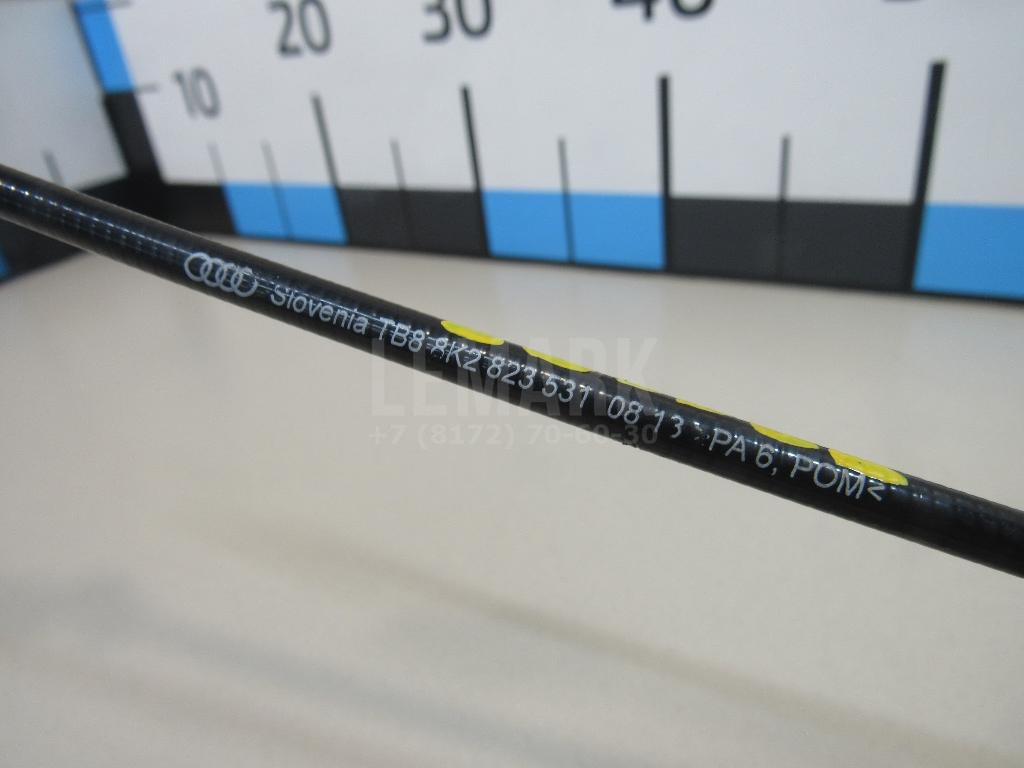 20 30 40
10
Slovenia TB8 8K2 823 531 08 13 >PA 6, POM<
LEMARK
+7 (8172) 70-60-30